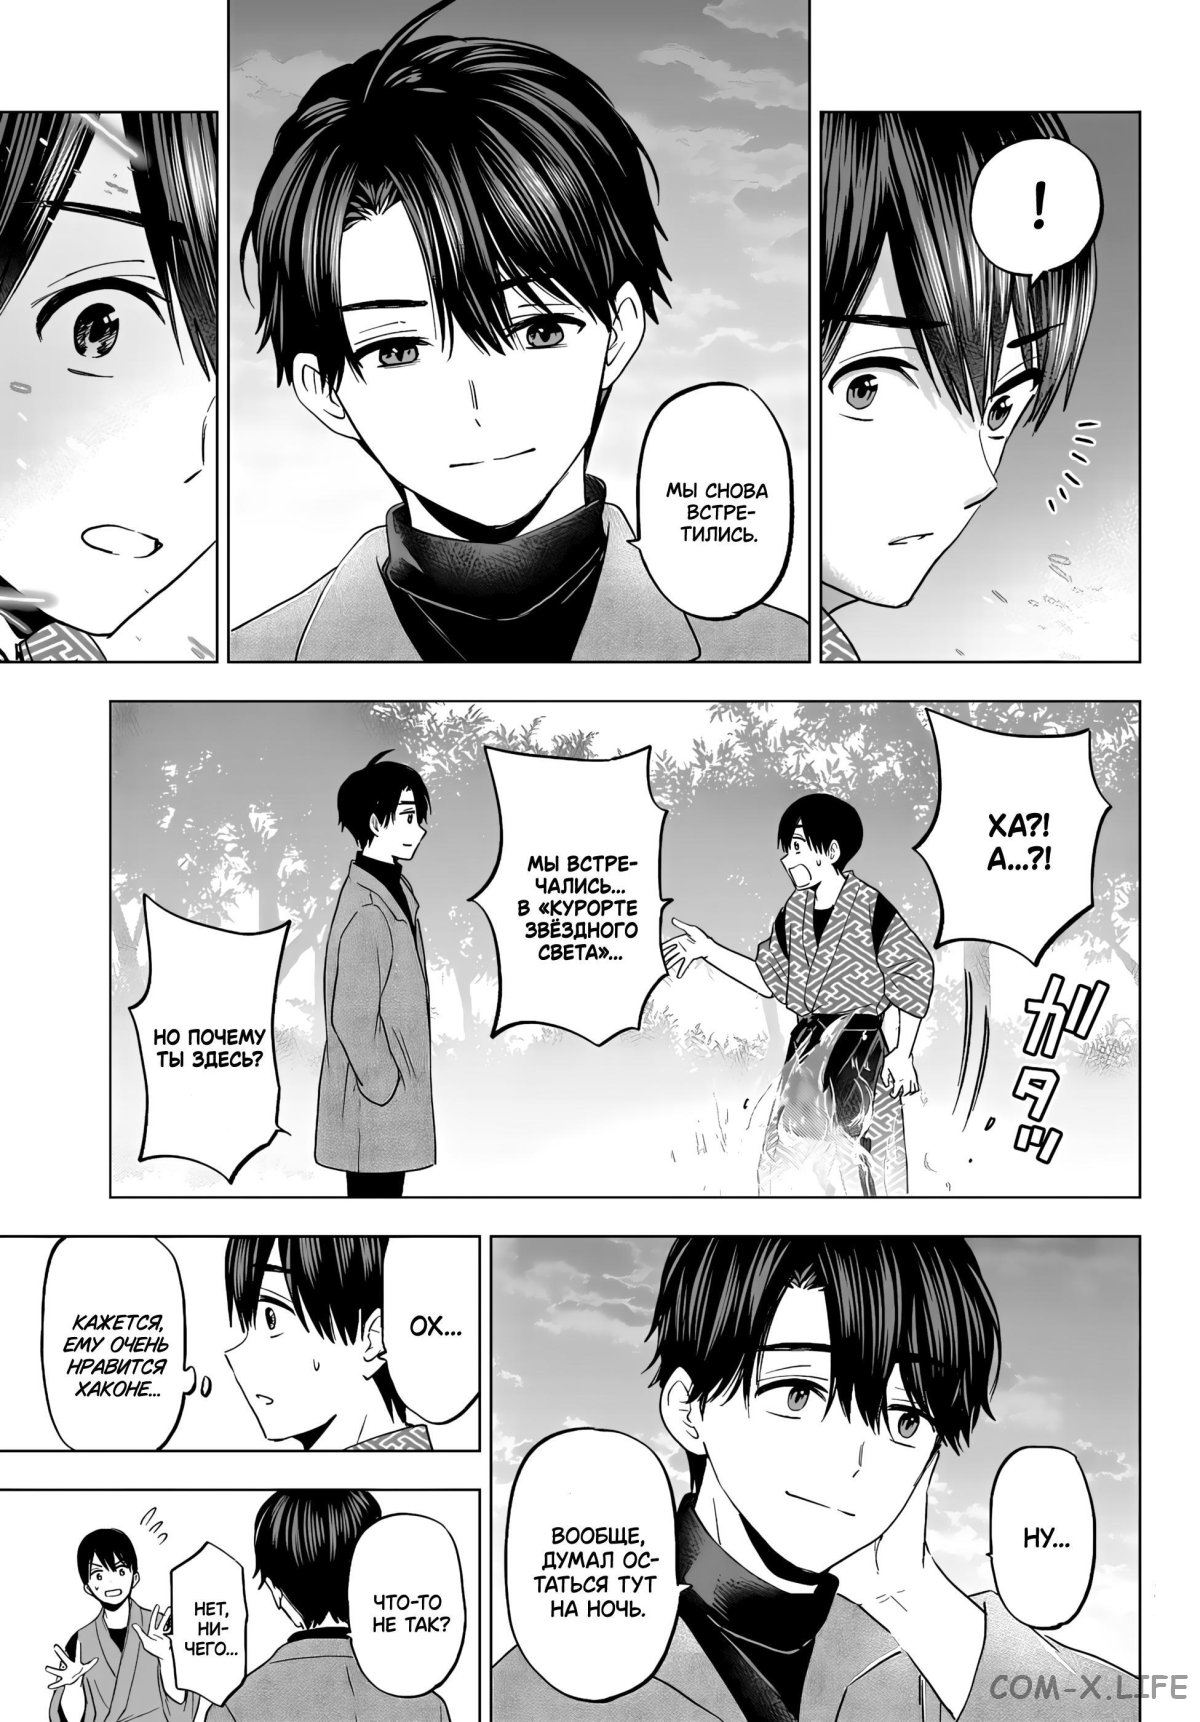 !
МЫ СНОВА
ВСТРЕ-
ТИЛИСЬ.
ХА?!
А...?!
ガタッ
МЫ ВСТРЕ-
ЧАЛИСЬ...
В «КУРОРТЕ
ЗВЁЗДНОГО
СВЕТА»...
НО ПОЧЕМУ
ТЫ ЗДЕСЬ?
НУ...
ВООБЩЕ,
ДУМАЛ ОС-
ТАТЬСЯ ТУТ
НА НОЧЬ.
ОХ...
КАЖЕТСЯ,
ЕМУ ОЧЕНЬ
НРАВИТСЯ
ХАКОНЕ...
ЧТО-ТО
НЕ ТАК?
НЕТ,
НИ-
ЧЕГО...
COM-X.LIFE